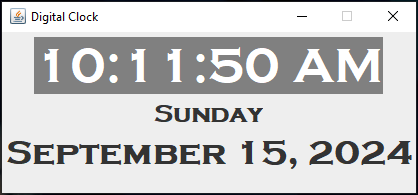 Digital Clock
10:11:50 AM
Sunday
September 15, 2024